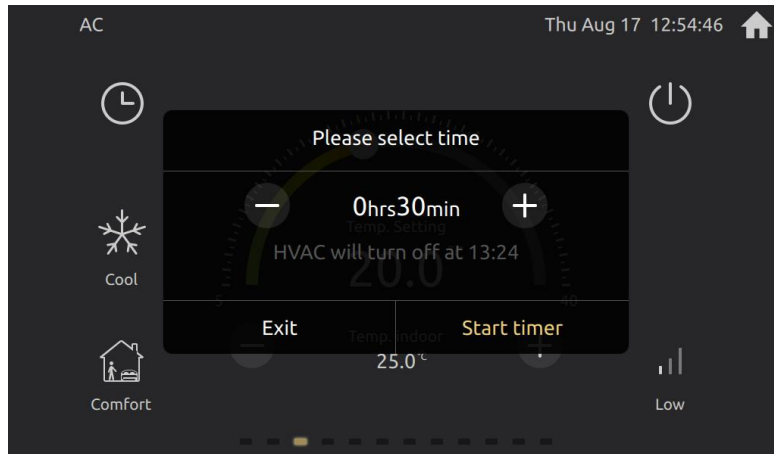 AC
Thu Aug 17 12:54:46
Please select time
0hrs30min
Temp. Setting
HVAC will turn off at 13:24
20.0
5
40
Exit
Start timer
Temp. Indoor
25.0°C
Cool
Comfort
Low